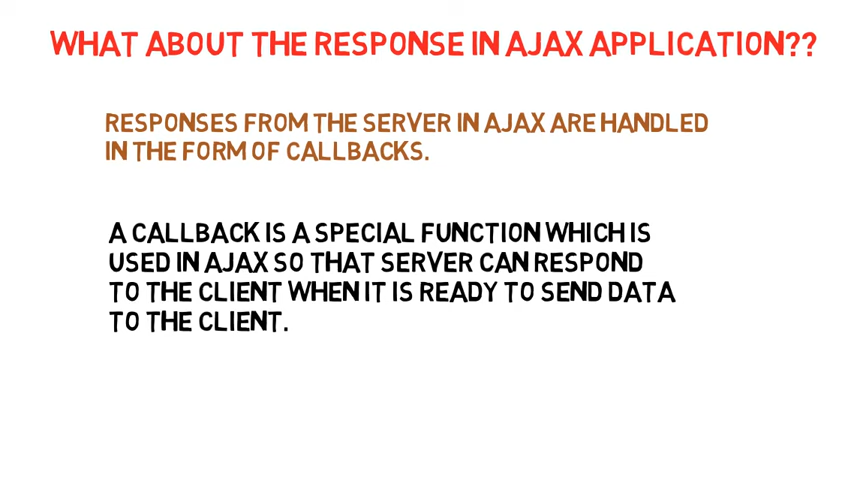 WHAT ABOUT THE RESPONSE IN AJAX APPLICATION??
RESPONSES FROM THE SERVER IN AJAX ARE HANDLED
IN THE FORM OF CALLBACKS.
A CALLBACK IS A SPECIAL FUNCTION WHICH IS
USED IN AJAX SO THAT SERVER CAN RESPOND
TO THE CLIENT WHEN IT IS READY TO SEND DATA
TO THE CLIENT.